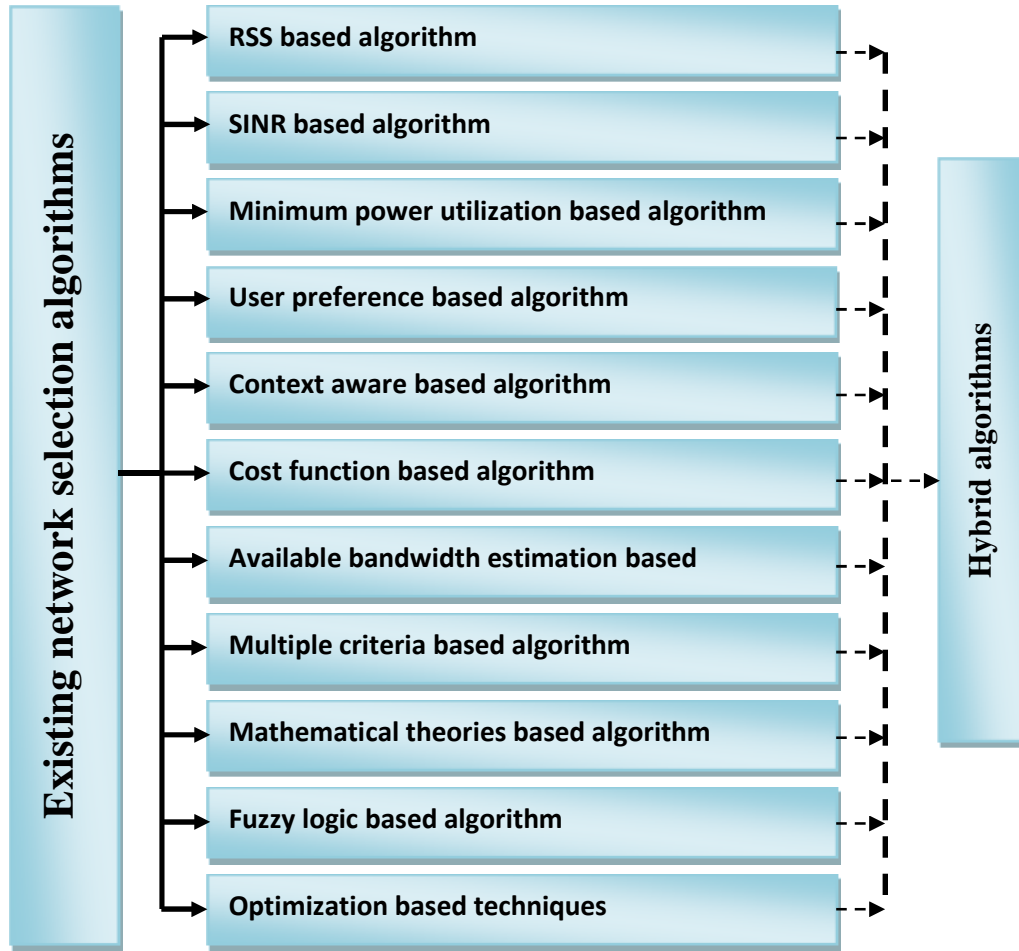 Existing network selection algorithms
RSS based algorithm
SINR based algorithm
Minimum power utilization based algorithm
User preference based algorithm
Context aware based algorithm
Cost function based algorithm
Available bandwidth estimation based
Multiple criteria based algorithm
Mathematical theories based algorithm
Fuzzy logic based algorithm
Optimization based techniques
Hybrid algorithms